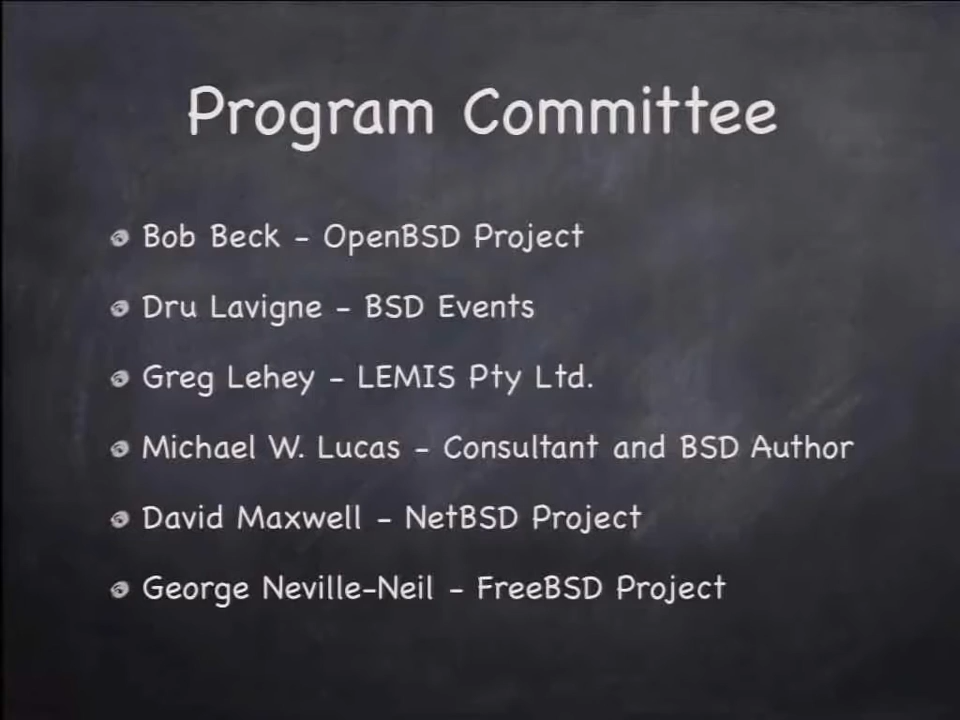 Program Committee
Bob Beck - OpenBSD Project
Dru Lavigne - BSD Events
Greg Lehey - LEMIS Pty Ltd.
Michael W. Lucas - Consultant and BSD Author
David Maxwell - NetBSD Project
George Neville-Neil - FreeBSD Project